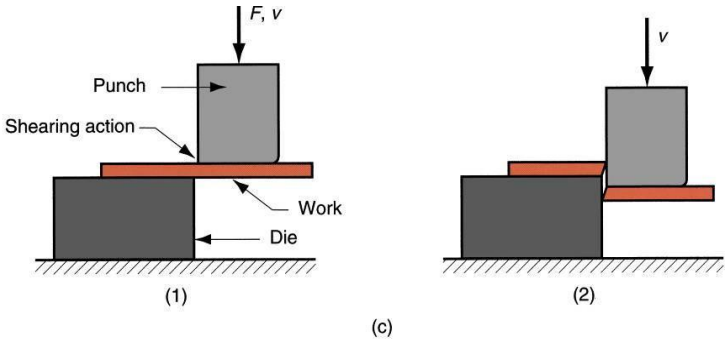 F, v
v
Punch
Shearing action
Work
Die
(1)
(2)
(c)